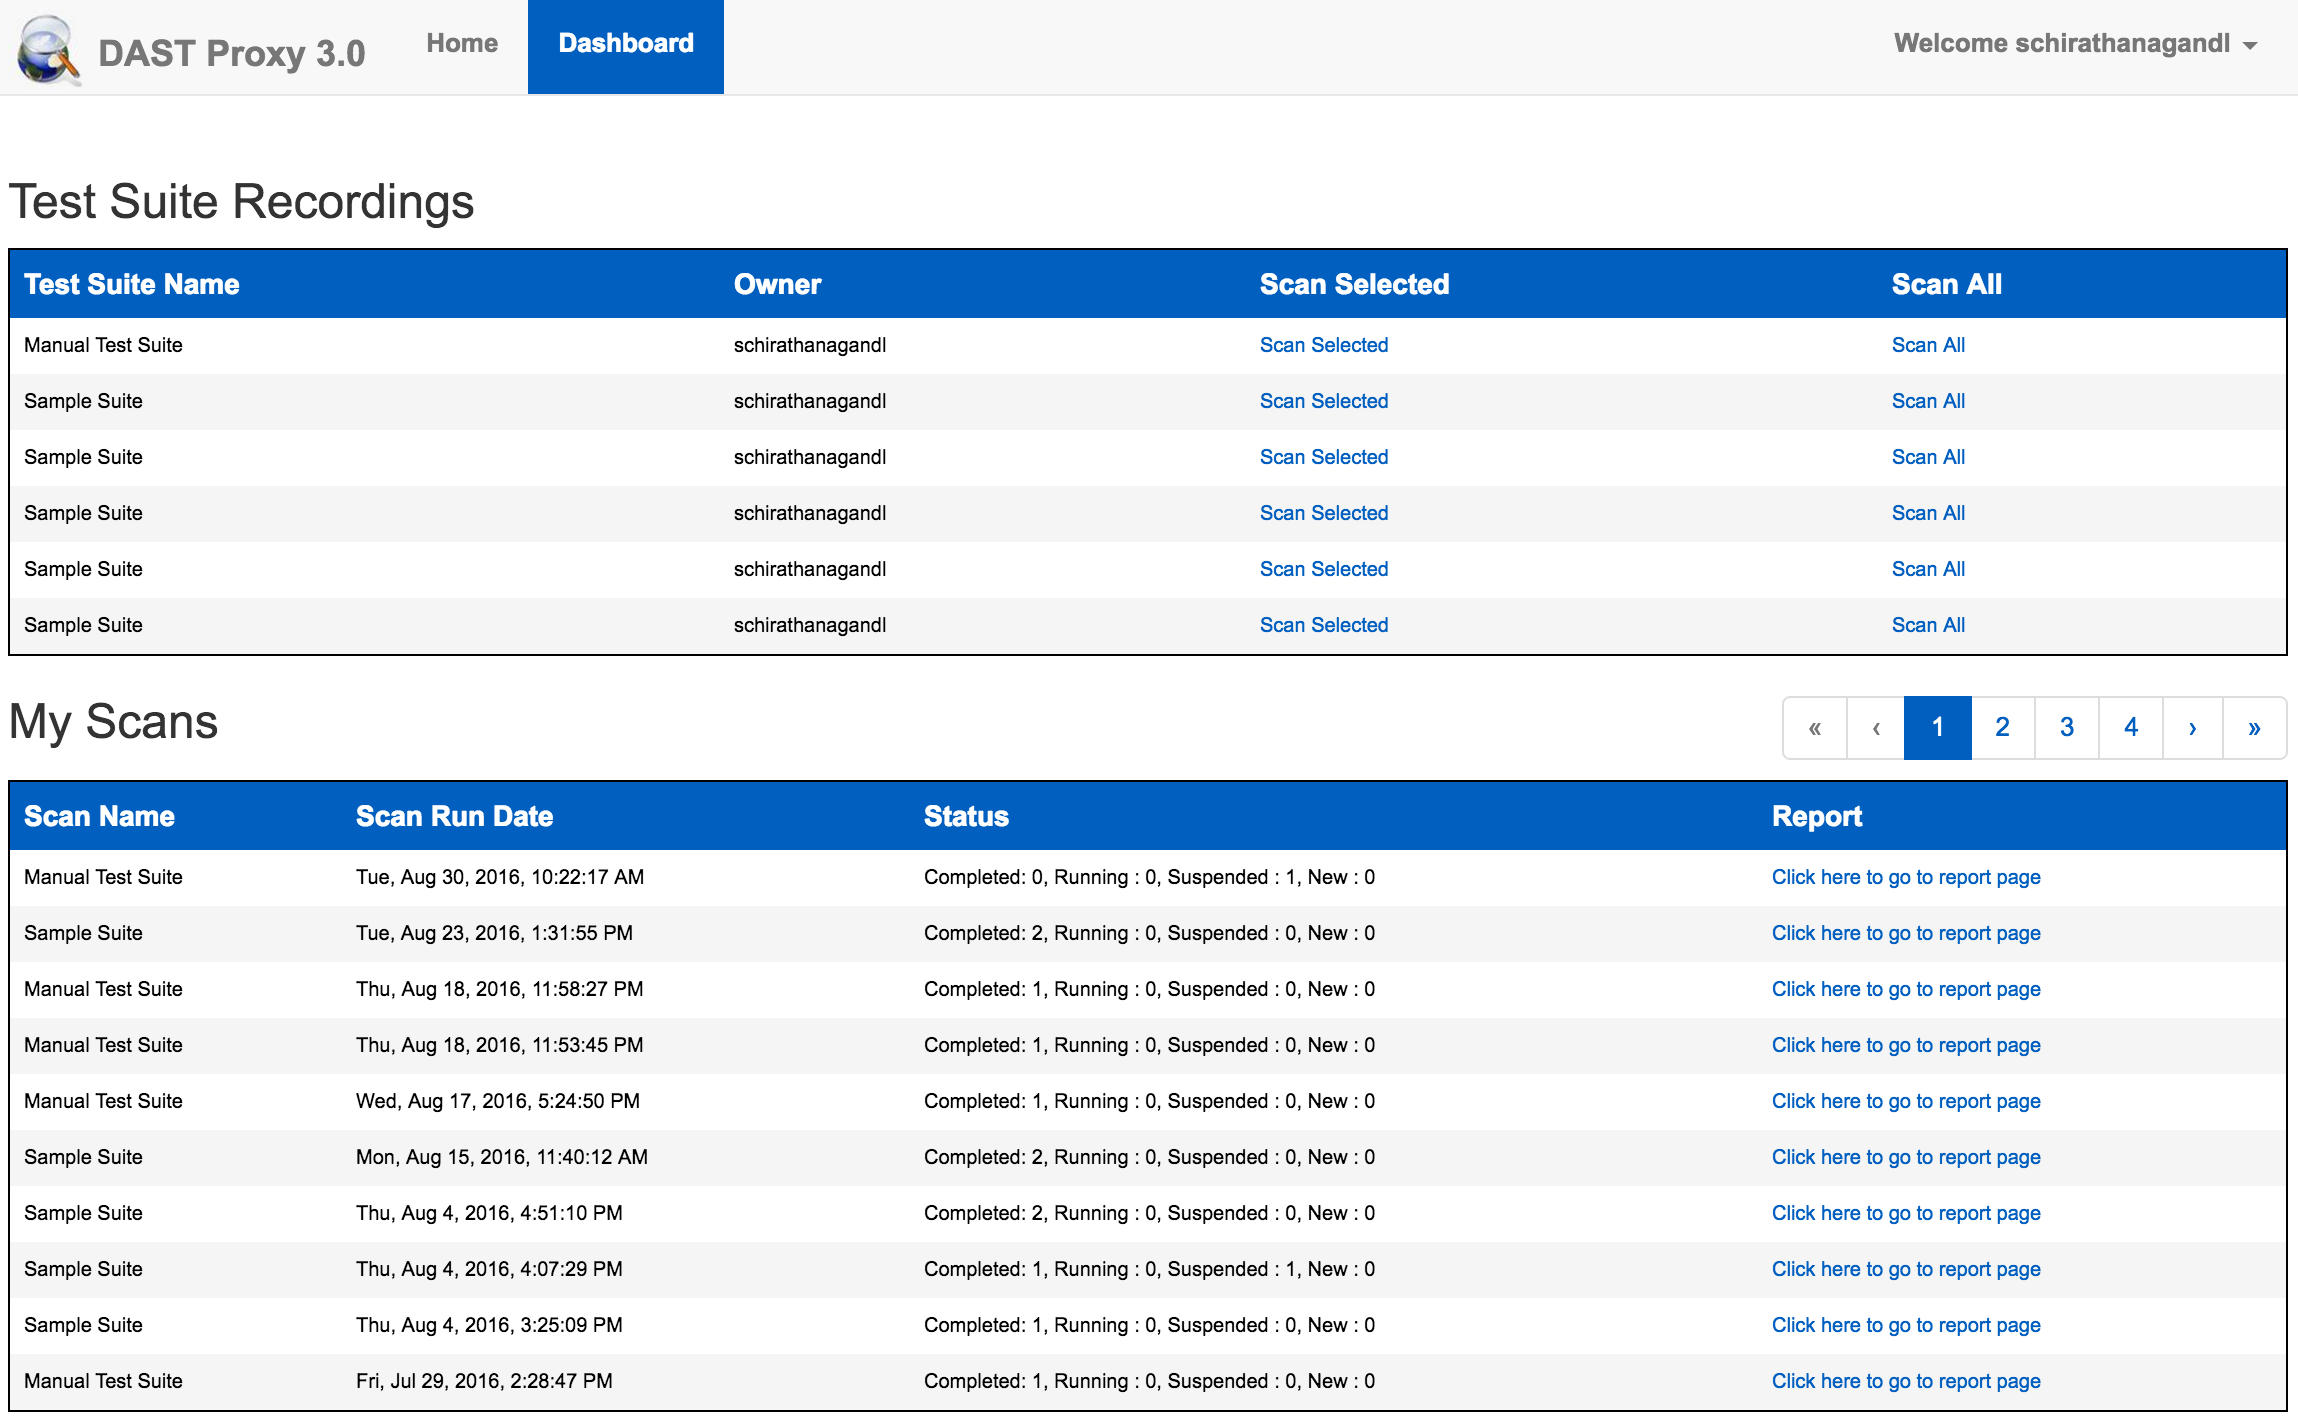 DAST Proxy 3.0 Home Dashboard Welcome schirathanagandl
Test Suite Recordings
Test Suite Name Owner Scan Selected Scan All
Manual Test Suite schirathanagandl Scan Selected Scan All
Sample Suite schirathanagandl Scan Selected Scan All
Sample Suite schirathanagandl Scan Selected Scan All
Sample Suite schirathanagandl Scan Selected Scan All
Sample Suite schirathanagandl Scan Selected Scan All
Sample Suite schirathanagandl Scan Selected Scan All
My Scans « ‹ 1 2 3 4 › »
Scan Name Scan Run Date Status Report
Manual Test Suite Tue, Aug 30, 2016, 10:22:17 AM Completed: 0, Running : 0, Suspended : 1, New : 0 Click here to go to report page
Sample Suite Tue, Aug 23, 2016, 1:31:55 PM Completed: 2, Running : 0, Suspended : 0, New : 0 Click here to go to report page
Manual Test Suite Thu, Aug 18, 2016, 11:58:27 PM Completed: 1, Running : 0, Suspended : 0, New : 0 Click here to go to report page
Manual Test Suite Thu, Aug 18, 2016, 11:53:45 PM Completed: 1, Running : 0, Suspended : 0, New : 0 Click here to go to report page
Manual Test Suite Wed, Aug 17, 2016, 5:24:50 PM Completed: 1, Running : 0, Suspended : 0, New : 0 Click here to go to report page
Sample Suite Mon, Aug 15, 2016, 11:40:12 AM Completed: 2, Running : 0, Suspended : 0, New : 0 Click here to go to report page
Sample Suite Thu, Aug 4, 2016, 4:51:10 PM Completed: 2, Running : 0, Suspended : 0, New : 0 Click here to go to report page
Sample Suite Thu, Aug 4, 2016, 4:07:29 PM Completed: 1, Running : 0, Suspended : 1, New : 0 Click here to go to report page
Sample Suite Thu, Aug 4, 2016, 3:25:09 PM Completed: 1, Running : 0, Suspended : 0, New : 0 Click here to go to report page
Manual Test Suite Fri, Jul 29, 2016, 2:28:47 PM Completed: 1, Running : 0, Suspended : 0, New : 0 Click here to go to report page